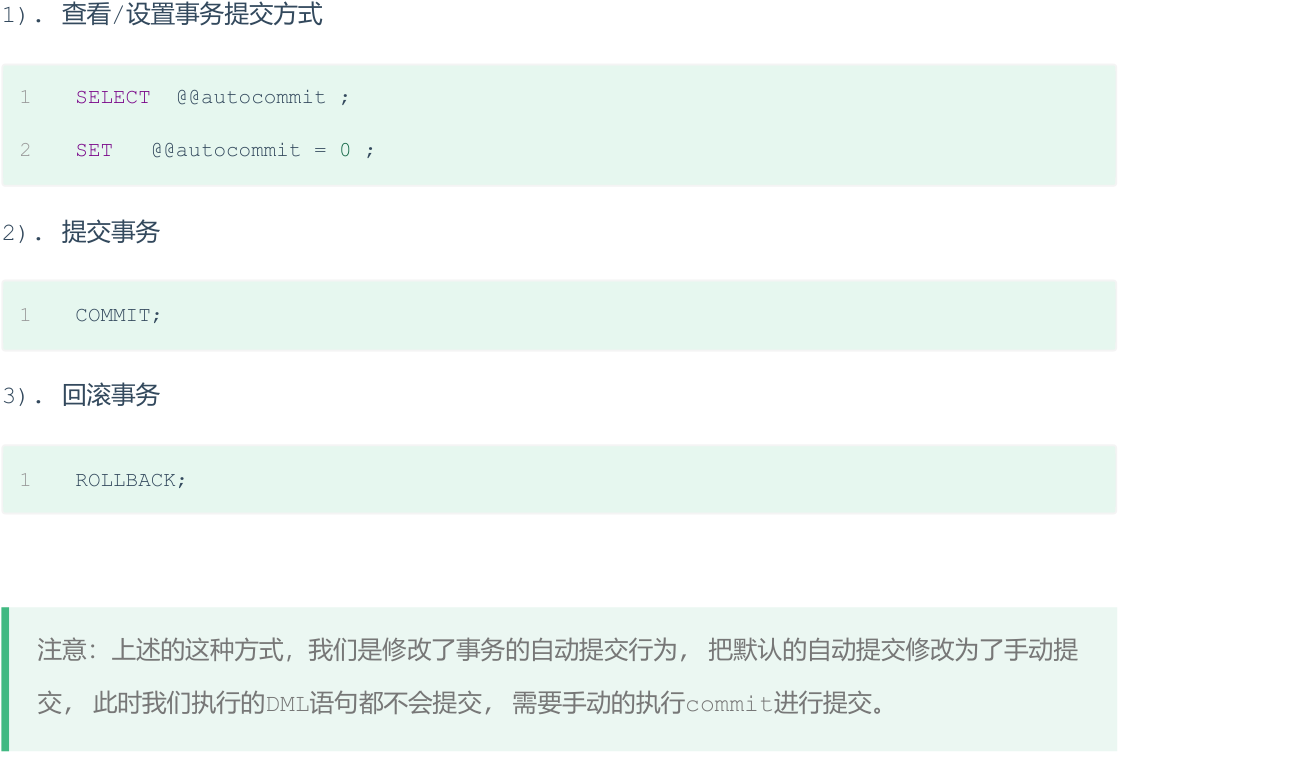 1). 查看/设置事务提交方式
1 SELECT @@autocommit ;
2 SET @@autocommit = 0 ;
2). 提交事务
1 COMMIT;
3). 回滚事务
1 ROLLBACK;
注意：上述的这种方式，我们是修改了事务的自动提交行为， 把默认的自动提交修改为了手动提
交， 此时我们执行的DML语句都不会提交， 需要手动的执行commit进行提交。